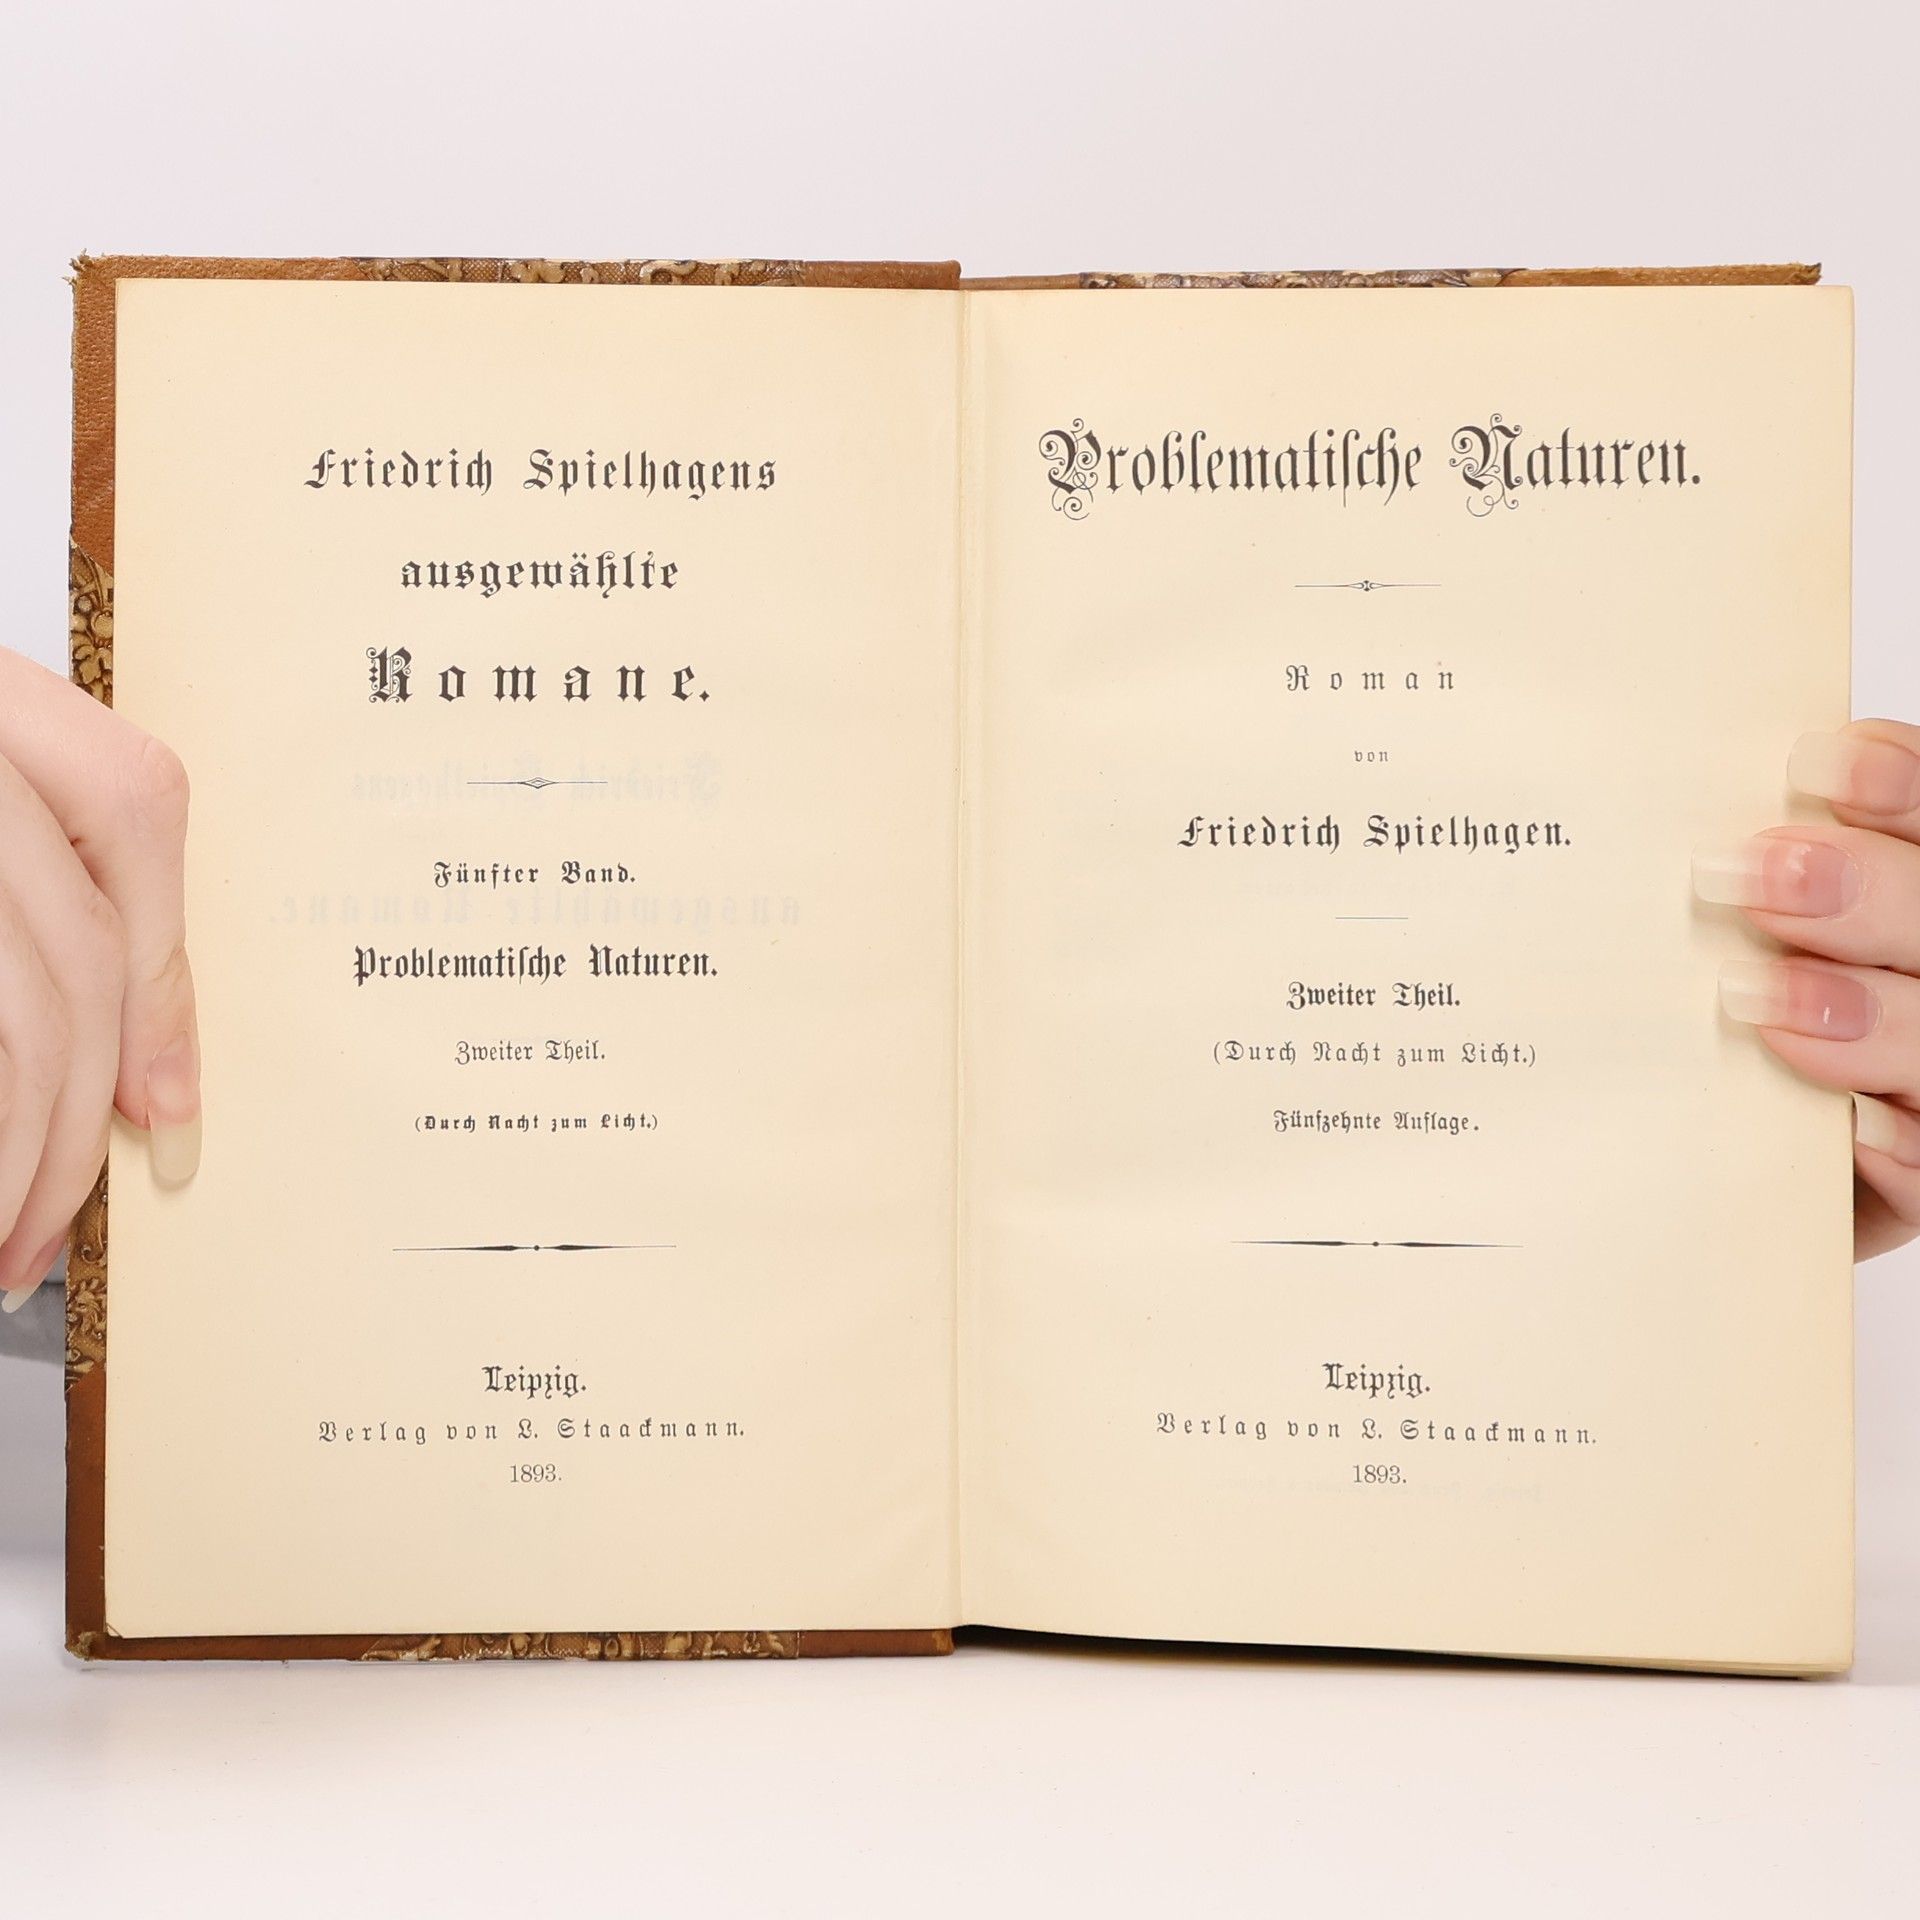 Friedrich Spielhagens
ausgewählte
Romane.
Fünfter Band.
Problematiſche Naturen.
Zweiter Theil.
(Durch Nacht zum Licht.)
Leipzig.
Verlag von L. Staackmann.
1893.
Problematiſche Naturen.
Roman
von
Friedrich Spielhagen.
Zweiter Theil.
(Durch Nacht zum Licht.)
Fünfzehnte Auflage.
Leipzig.
Verlag von L. Staackmann.
1893.